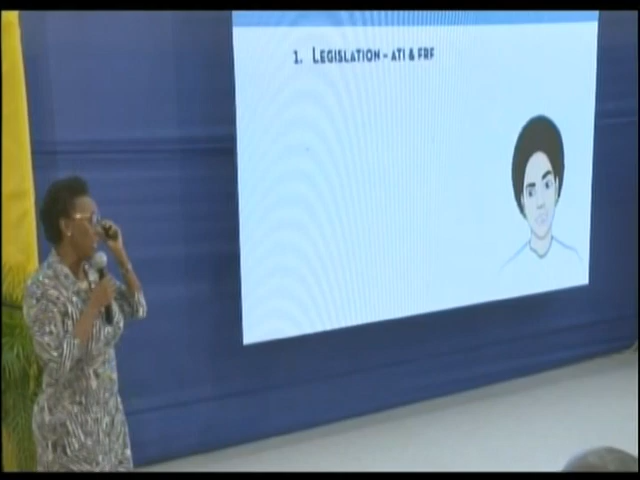 1. LEGISLATION – ATI & FRF